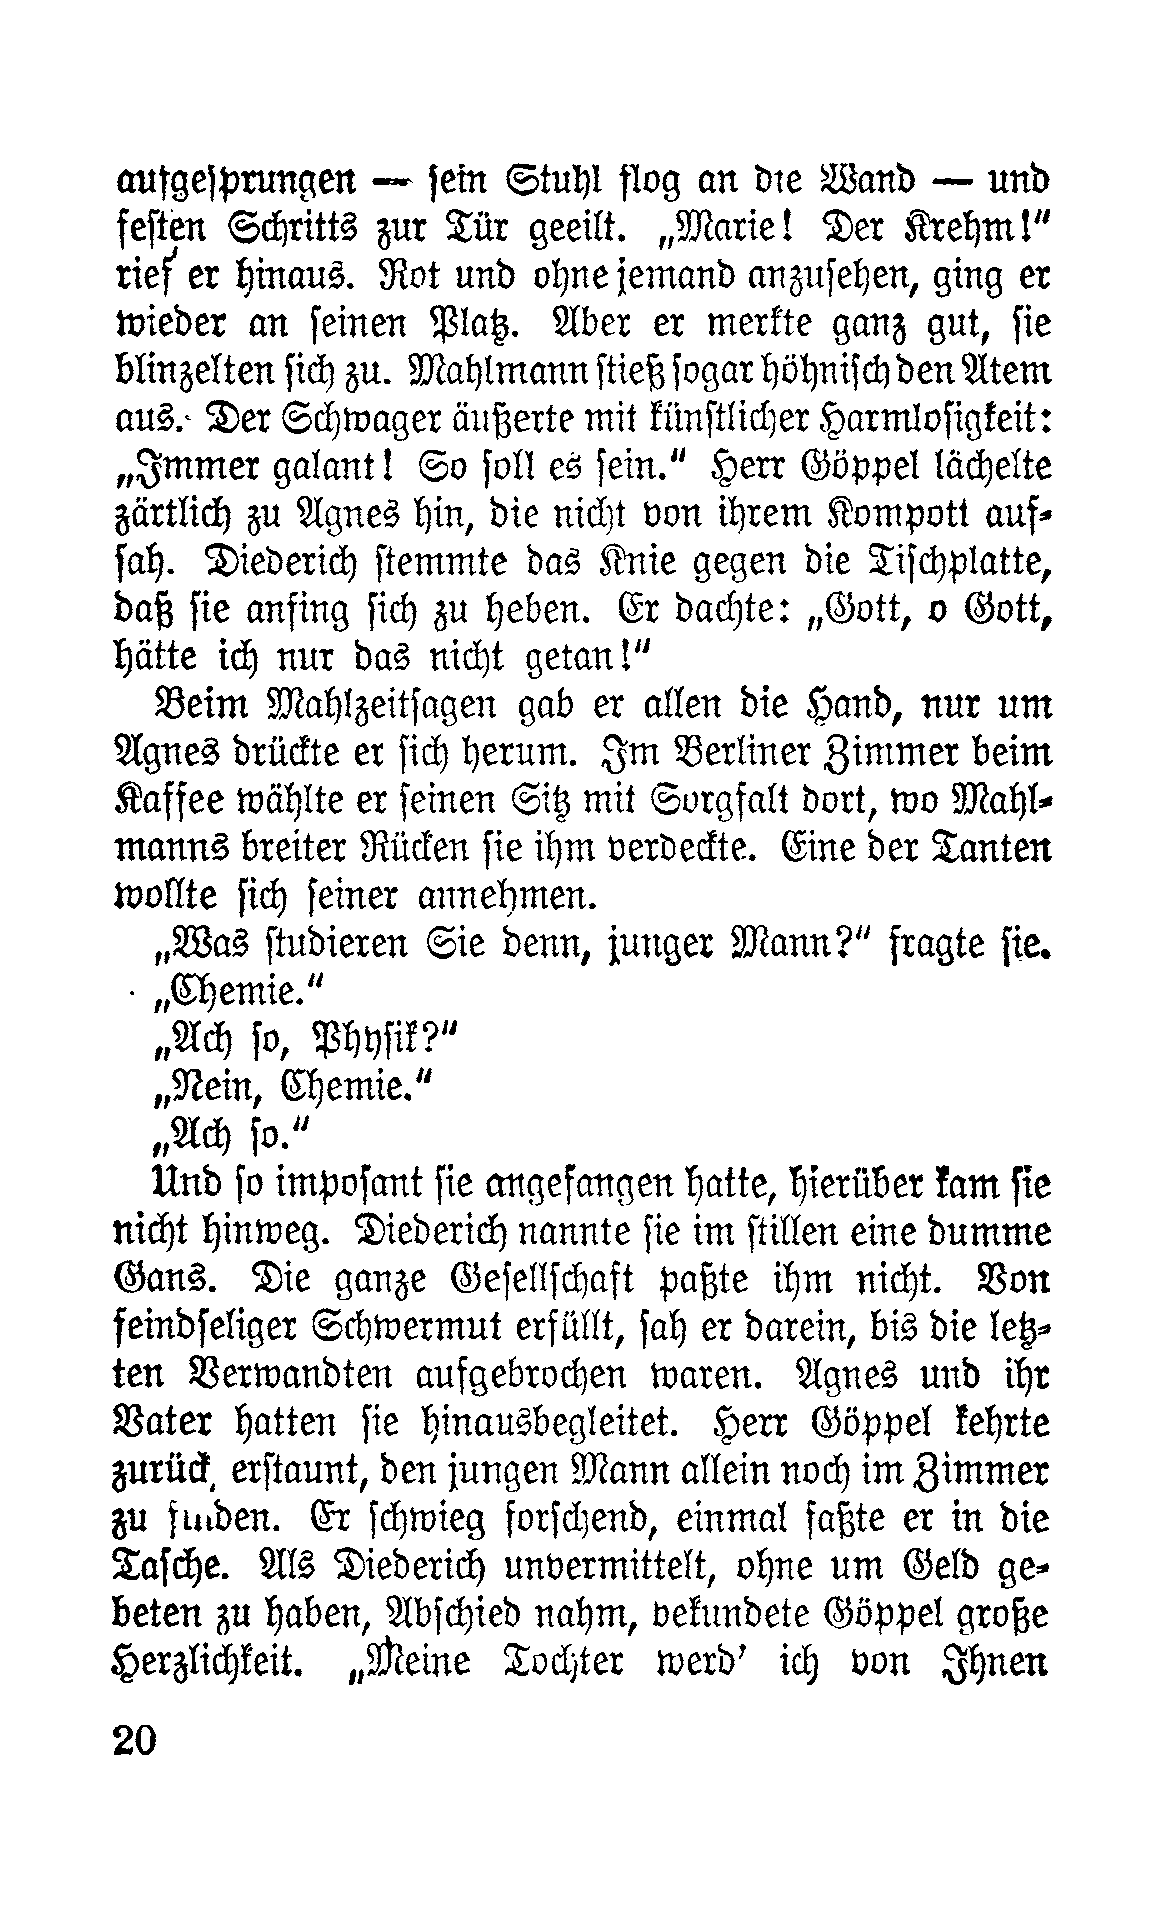 aufgesprungen — sein Stuhl flog an die Wand — und
festen Schritts zur Tür geeilt. „Marie! Der Krehm!“
rief er hinaus. Rot und ohne jemand anzusehen, ging er
wieder an seinen Platz. Aber er merkte ganz gut, sie
blinzelten sich zu. Mahlmann stieß sogar höhnisch den Atem
aus. Der Schwager äußerte mit künstlicher Harmlosigkeit:
„Immer galant! So soll es sein.“ Herr Göppel lächelte
zärtlich zu Agnes hin, die nicht von ihrem Kompott auf-
sah. Diederich stemmte das Knie gegen die Tischplatte,
daß sie anfing sich zu heben. Er dachte: „Gott, o Gott,
hätte ich nur das nicht getan!“
Beim Mahlzeitsagen gab er allen die Hand, nur um
Agnes drückte er sich herum. Im Berliner Zimmer beim
Kaffee wählte er seinen Sitz mit Sorgfalt dort, wo Mahl-
manns breiter Rücken sie ihm verdeckte. Eine der Tanten
wollte sich seiner annehmen.
„Was studieren Sie denn, junger Mann?“ fragte sie.
„Chemie.“
„Ach so, Physik?“
„Nein, Chemie.“
„Ach so.“
Und so imposant sie angefangen hatte, hierüber kam sie
nicht hinweg. Diederich nannte sie im stillen eine dumme
Gans. Die ganze Gesellschaft paßte ihm nicht. Von
feindseliger Schwermut erfüllt, sah er darein, bis die letz-
ten Verwandten aufgebrochen waren. Agnes und ihr
Vater hatten sie hinausbegleitet. Herr Göppel kehrte
zurück, erstaunt, den jungen Mann allein noch im Zimmer
zu finden. Er schwieg forschend, einmal faßte er in die
Tasche. Als Diederich unvermittelt, ohne um Geld ge-
beten zu haben, Abschied nahm, bekundete Göppel große
Herzlichkeit. „Meine Tochter werd' ich von Ihnen
20